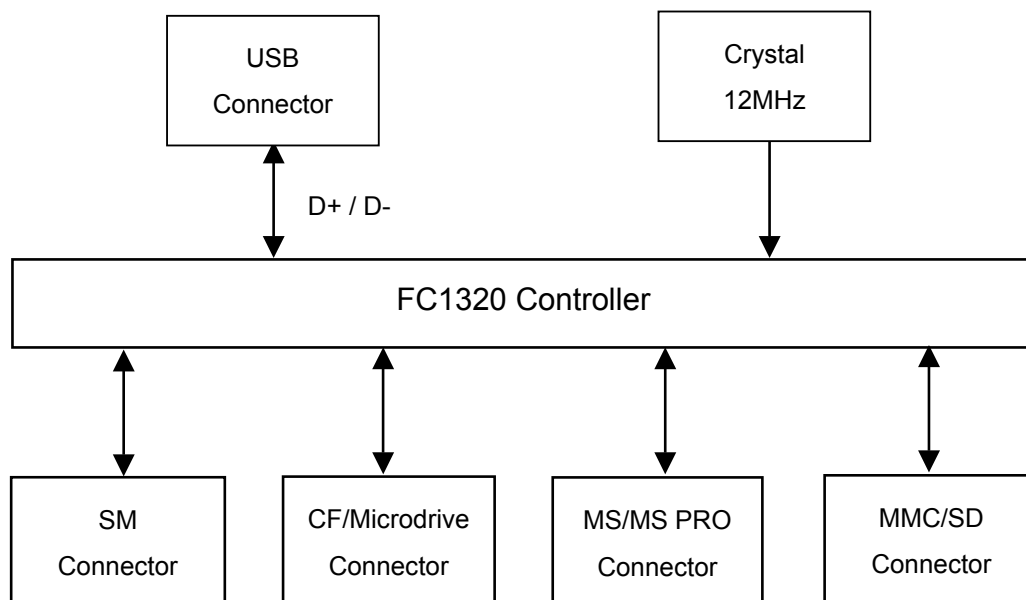 USB
Connector
Crystal
12MHz
D+ / D-
FC1320 Controller
SM
Connector
CF/Microdrive
Connector
MS/MS PRO
Connector
MMC/SD
Connector